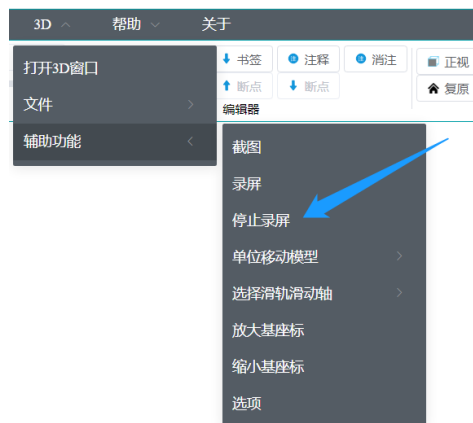 3D 帮助 关于
打开3D窗口
文件
辅助功能
书签 注释 消注 正视
断点 断点 复原
编辑器
截图
录屏
停止录屏
单位移动模型
选择滑轨滑动轴
放大基座标
缩小基座标
选项